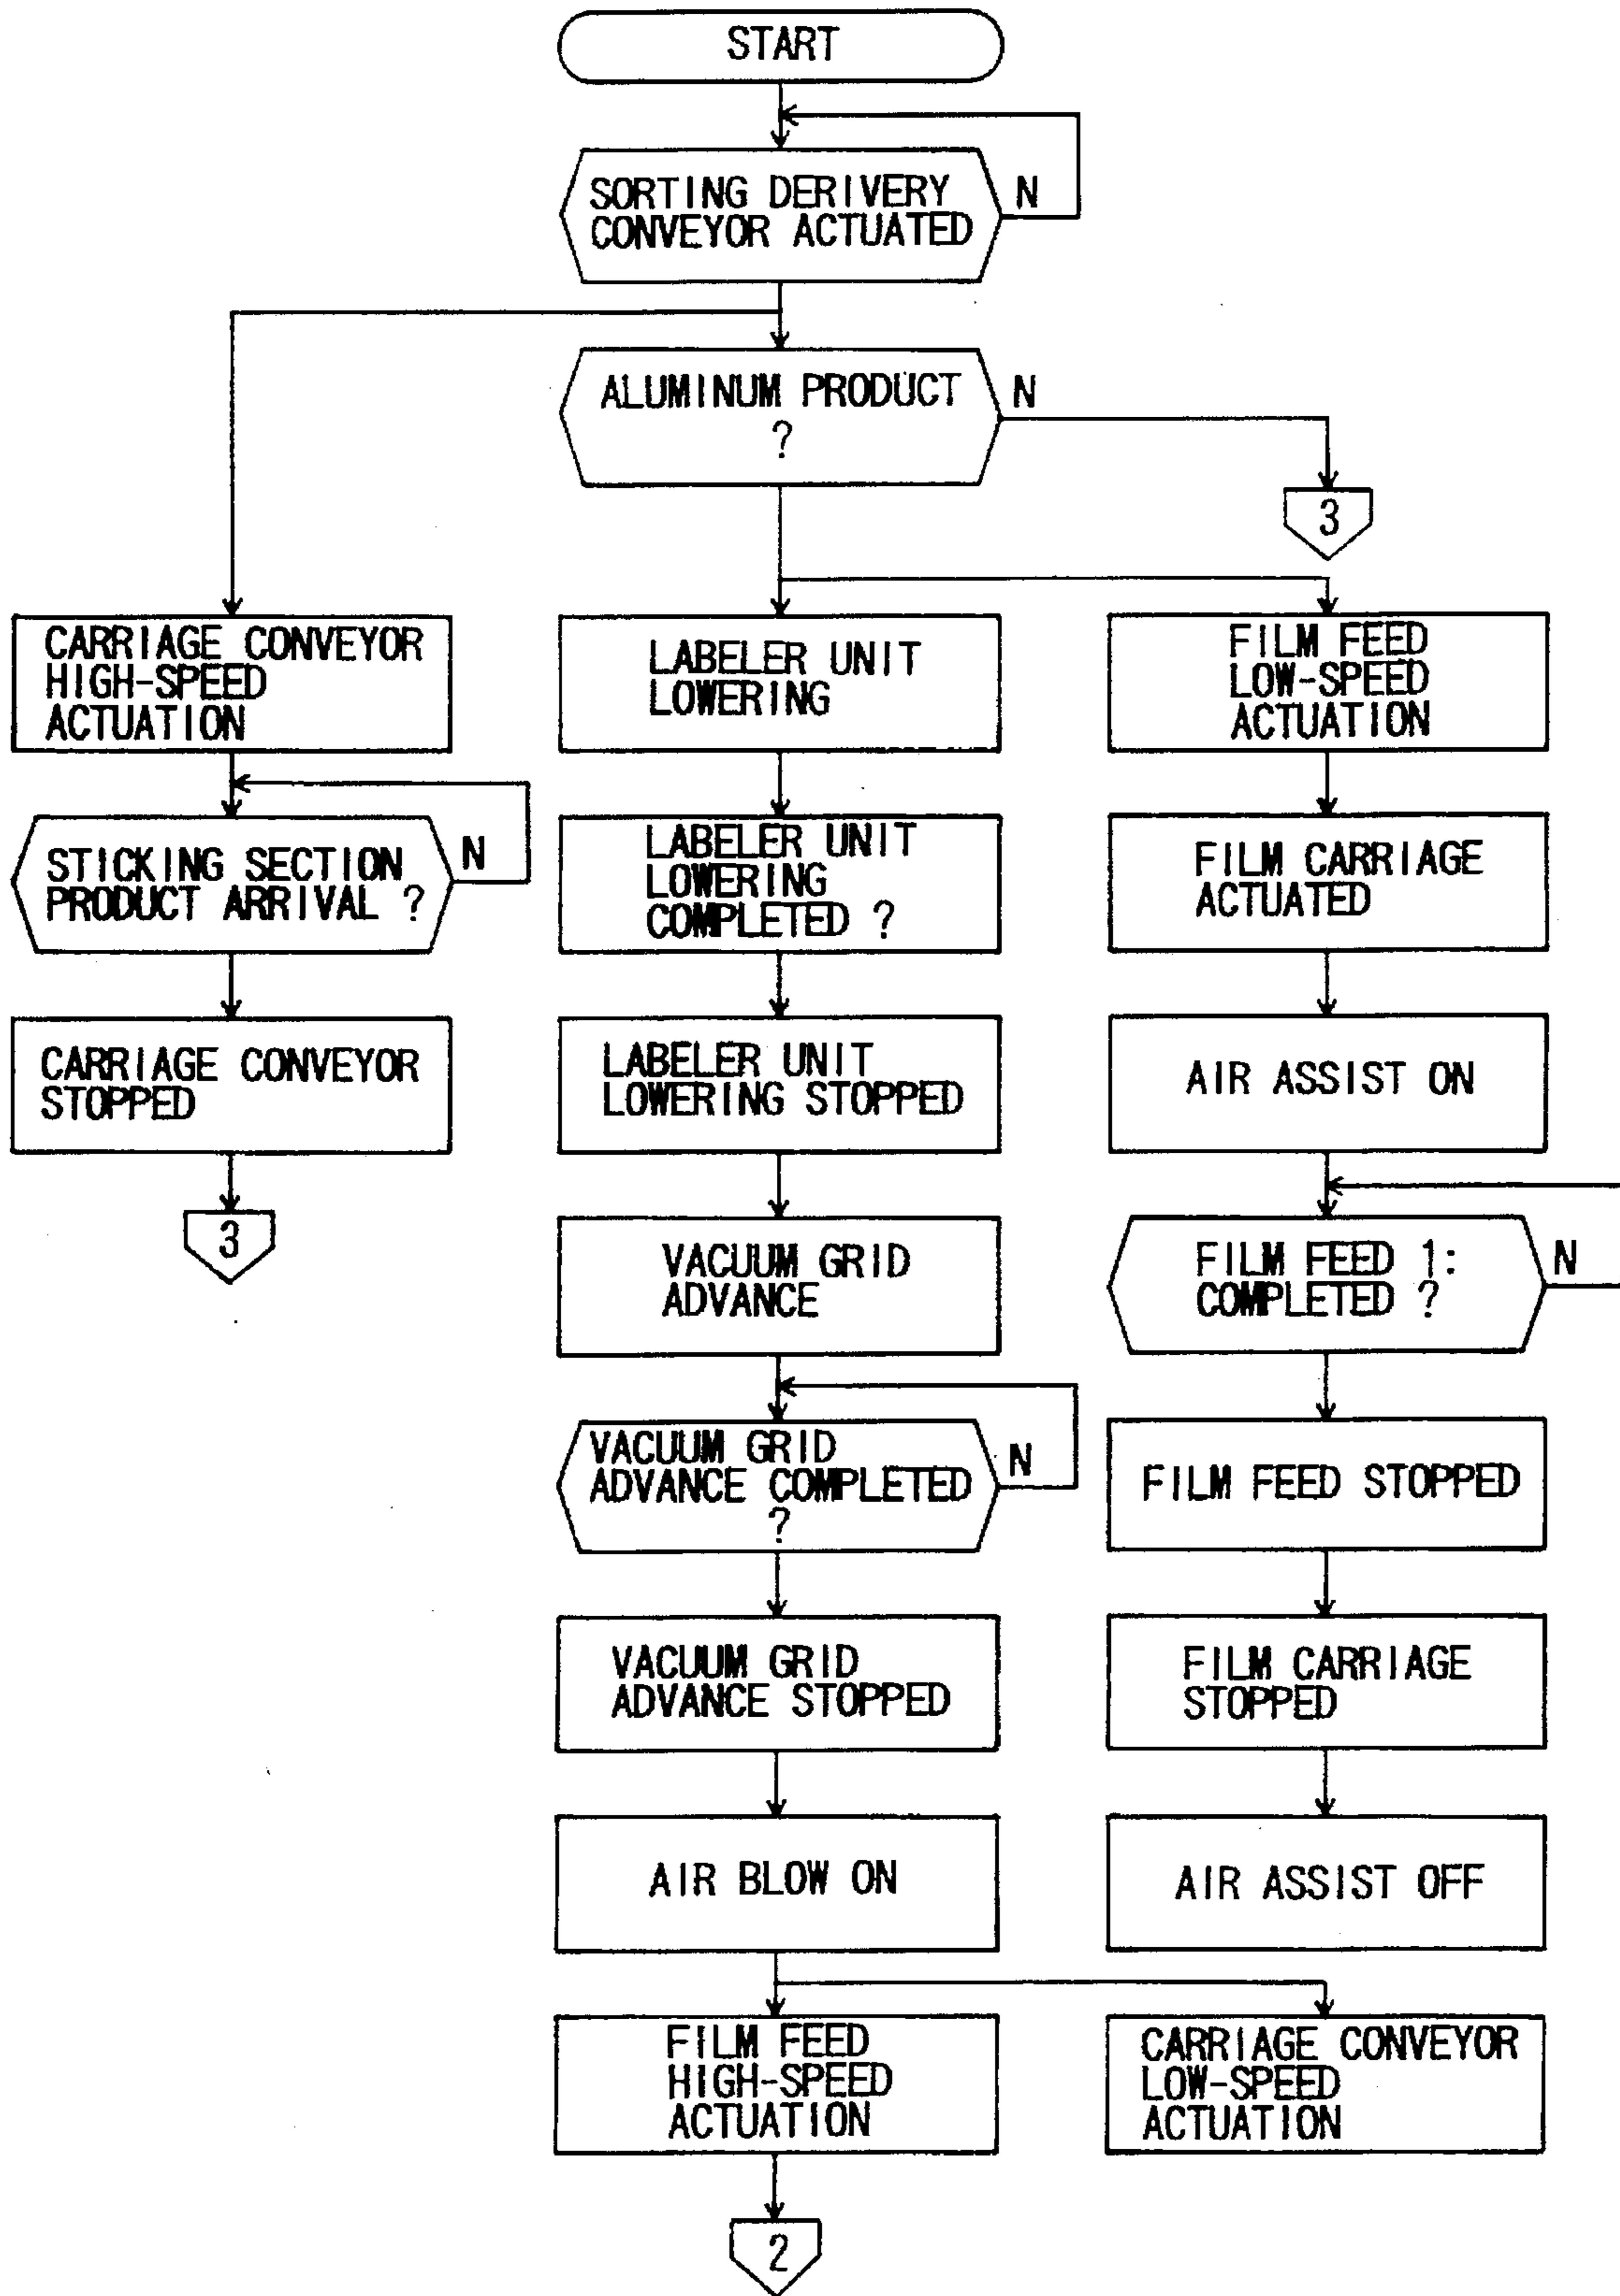 START
SORTING DERIVERY
CONVEYOR ACTUATED
N
ALUMINUM PRODUCT
?
N
3
CARRIAGE CONVEYOR
HIGH-SPEED
ACTUATION
LABELER UNIT
LOWERING
FILM FEED
LOW-SPEED
ACTUATION
STICKING SECTION
PRODUCT ARRIVAL ?
N
LABELER UNIT
LOWERING
COMPLETED ?
FILM CARRIAGE
ACTUATED
CARRIAGE CONVEYOR
STOPPED
LABELER UNIT
LOWERING STOPPED
AIR ASSIST ON
3
VACUUM GRID
ADVANCE
FILM FEED 1:
COMPLETED ?
N
VACUUM GRID
ADVANCE COMPLETED
?
N
FILM FEED STOPPED
VACUUM GRID
ADVANCE STOPPED
FILM CARRIAGE
STOPPED
AIR BLOW ON
AIR ASSIST OFF
FILM FEED
HIGH-SPEED
ACTUATION
CARRIAGE CONVEYOR
LOW-SPEED
ACTUATION
2